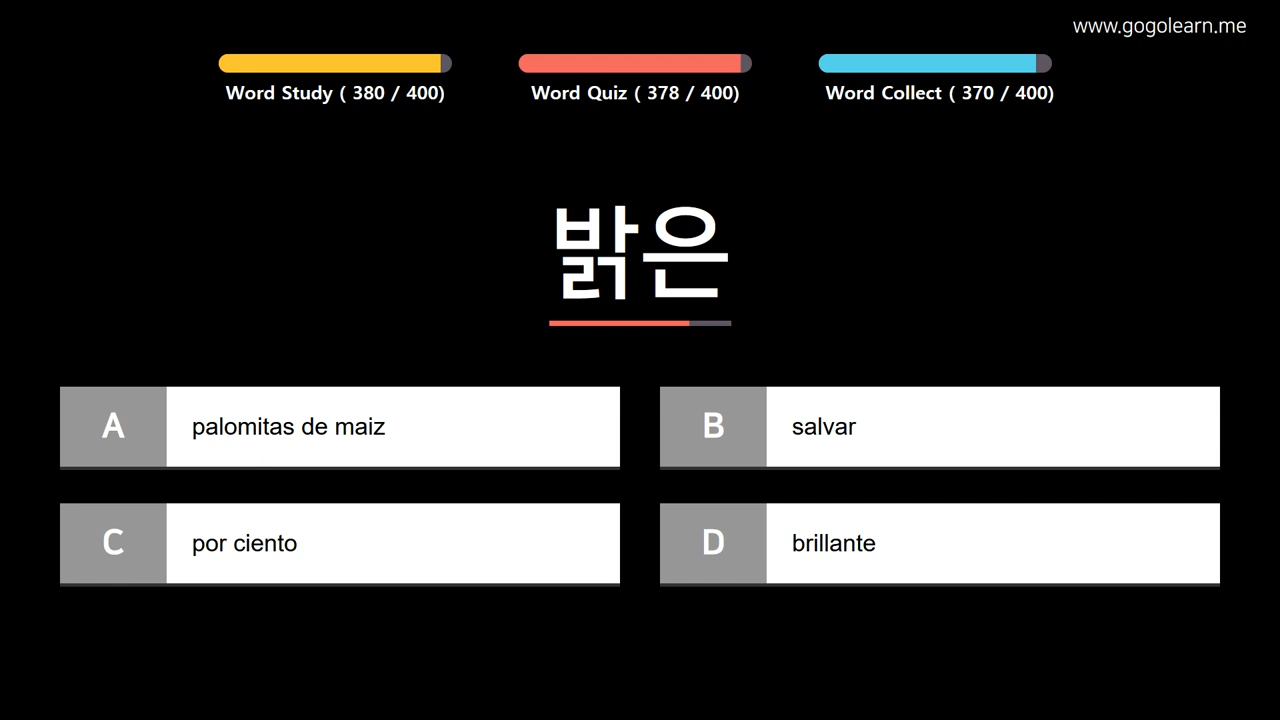 www.gogolearn.me
Word Study ( 380 / 400)
Word Quiz ( 378 / 400)
Word Collect ( 370 / 400)
밝은
A palomitas de maiz
B salvar
C por ciento
D brillante